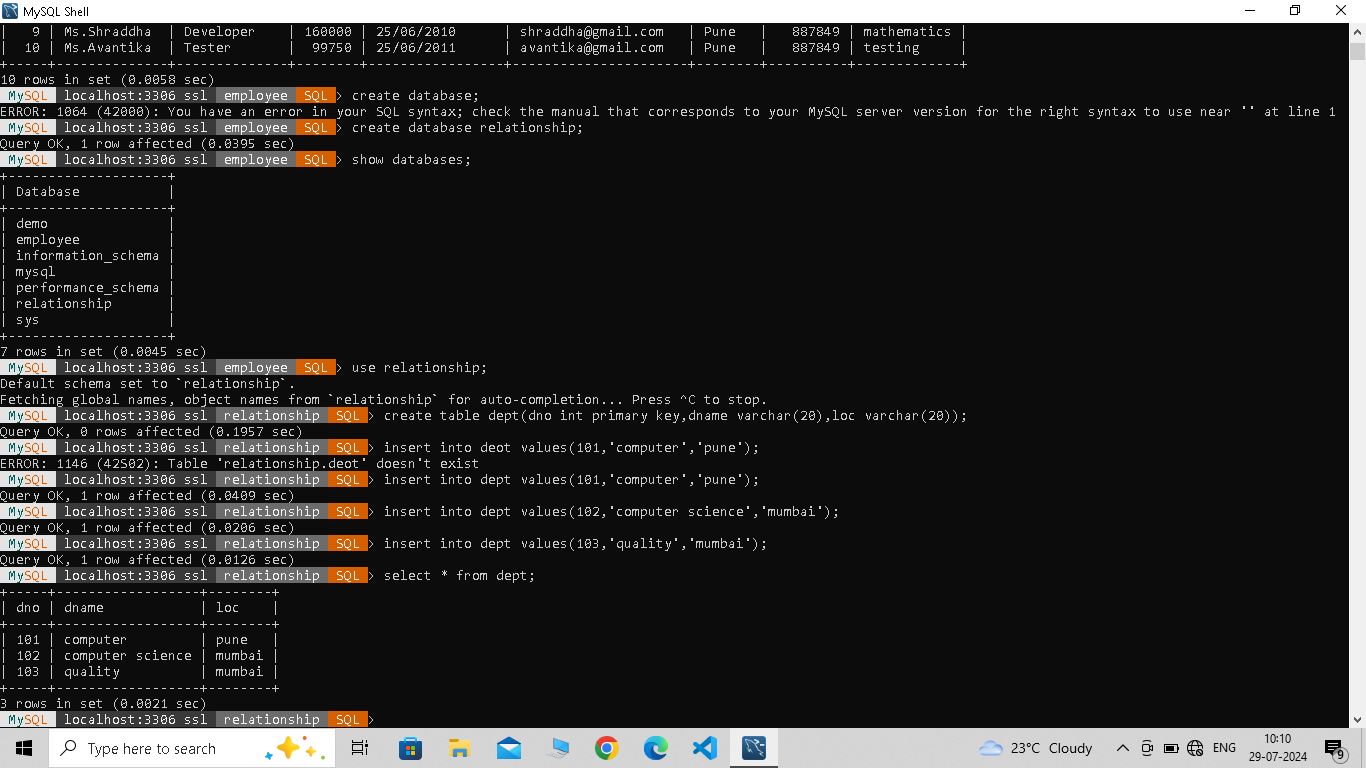 MySQL Shell
| 9 | Ms.Shraddha | Developer | 160000 | 25/06/2010 | shraddha@gmail.com | Pune | 887849 | mathematics |
| 10 | Ms.Avantika | Tester | 99750 | 25/06/2011 | avantika@gmail.com | Pune | 887849 | testing |
+----+-------------+-----------+--------+-----------------+--------------------+------+----------+-------------+
10 rows in set (0.0058 sec)
MySQL localhost:3306 ssl employee SQL > create database;
ERROR: 1064 (42000): You have an error in your SQL syntax; check the manual that corresponds to your MySQL server version for the right syntax to use near '' at line 1
MySQL localhost:3306 ssl employee SQL > create database relationship;
Query OK, 1 row affected (0.0395 sec)
MySQL localhost:3306 ssl employee SQL > show databases;
+--------------------+
| Database |
+--------------------+
| demo |
| employee |
| information_schema |
| mysql |
| performance_schema |
| relationship |
| sys |
+--------------------+
7 rows in set (0.0045 sec)
MySQL localhost:3306 ssl employee SQL > use relationship;
Default schema set to `relationship`.
Fetching global names, object names from `relationship` for auto-completion... Press ^C to stop.
MySQL localhost:3306 ssl relationship SQL > create table dept(dno int primary key,dname varchar(20),loc varchar(20));
Query OK, 0 rows affected (0.1957 sec)
MySQL localhost:3306 ssl relationship SQL > insert into deot values(101,'computer','pune');
ERROR: 1146 (42S02): Table 'relationship.deot' doesn't exist
MySQL localhost:3306 ssl relationship SQL > insert into dept values(101,'computer','pune');
Query OK, 1 row affected (0.0409 sec)
MySQL localhost:3306 ssl relationship SQL > insert into dept values(102,'computer science','mumbai');
Query OK, 1 row affected (0.0206 sec)
MySQL localhost:3306 ssl relationship SQL > insert into dept values(103,'quality','mumbai');
Query OK, 1 row affected (0.0126 sec)
MySQL localhost:3306 ssl relationship SQL > select * from dept;
+-----+------------------+--------+
| dno | dname | loc |
+-----+------------------+--------+
| 101 | computer | pune |
| 102 | computer science | mumbai |
| 103 | quality | mumbai |
+-----+------------------+--------+
3 rows in set (0.0021 sec)
MySQL localhost:3306 ssl relationship SQL >
Type here to search
23°C Cloudy
ENG
10:10
29-07-2024
9